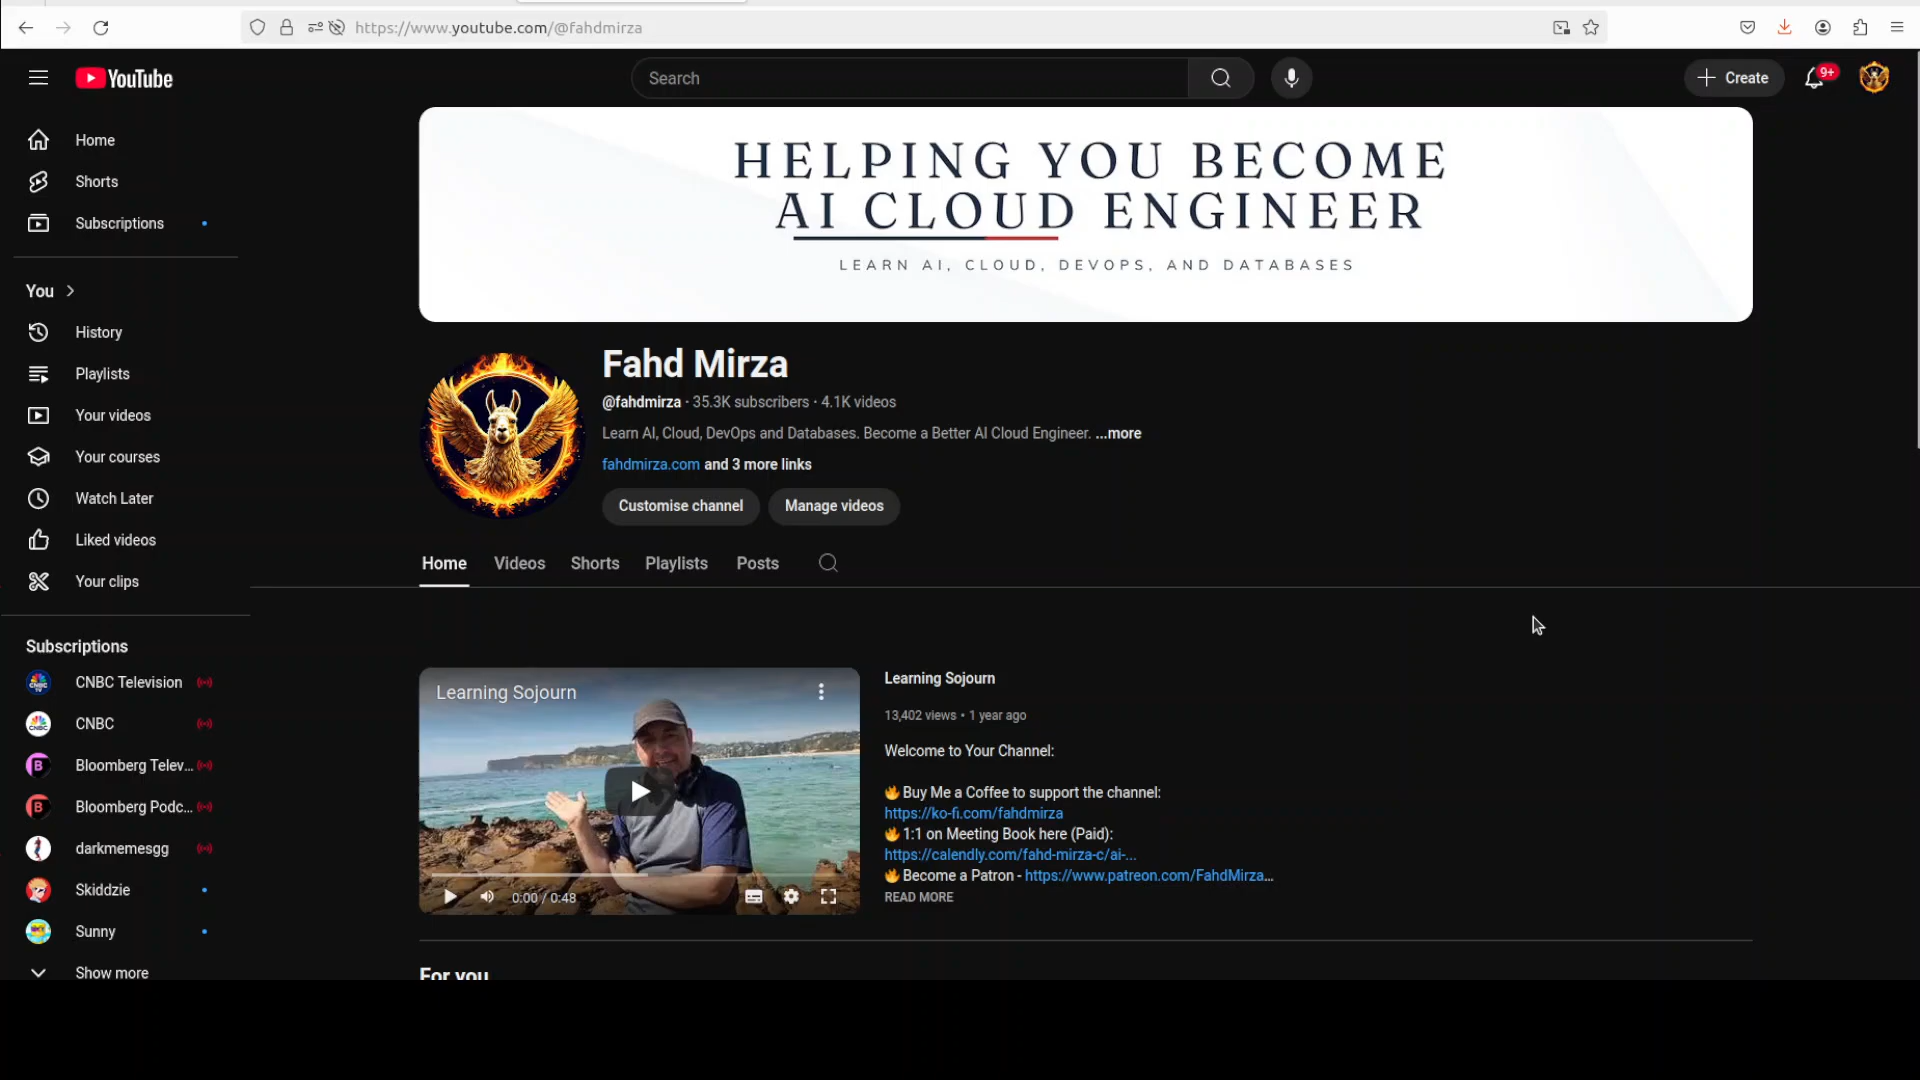 https://www.youtube.com/@fahdmirza
YouTube
Search
Create
9+
Home
Shorts
Subscriptions
You
History
Playlists
Your videos
Your courses
Watch Later
Liked videos
Your clips
Subscriptions
CNBC Television
CNBC
Bloomberg Telev...
Bloomberg Podc...
darkmemesgg
Skiddzie
Sunny
Show more
HELPING YOU BECOME
AI CLOUD ENGINEER
LEARN AI, CLOUD, DEVOPS, AND DATABASES
Fahd Mirza
@fahdmirza · 35.3K subscribers · 4.1K videos
Learn AI, Cloud, DevOps and Databases. Become a Better AI Cloud Engineer. ...more
fahdmirza.com and 3 more links
Customise channel Manage videos
Home Videos Shorts Playlists Posts
Learning Sojourn
0:00 / 0:48
Learning Sojourn
13,402 views • 1 year ago
Welcome to Your Channel:
🔥Buy Me a Coffee to support the channel:
https://ko-fi.com/fahdmirza
🔥1:1 on Meeting Book here (Paid):
https://calendly.com/fahd-mirza-c/ai-...
🔥Become a Patron - https://www.patreon.com/FahdMirza...
READ MORE
For you